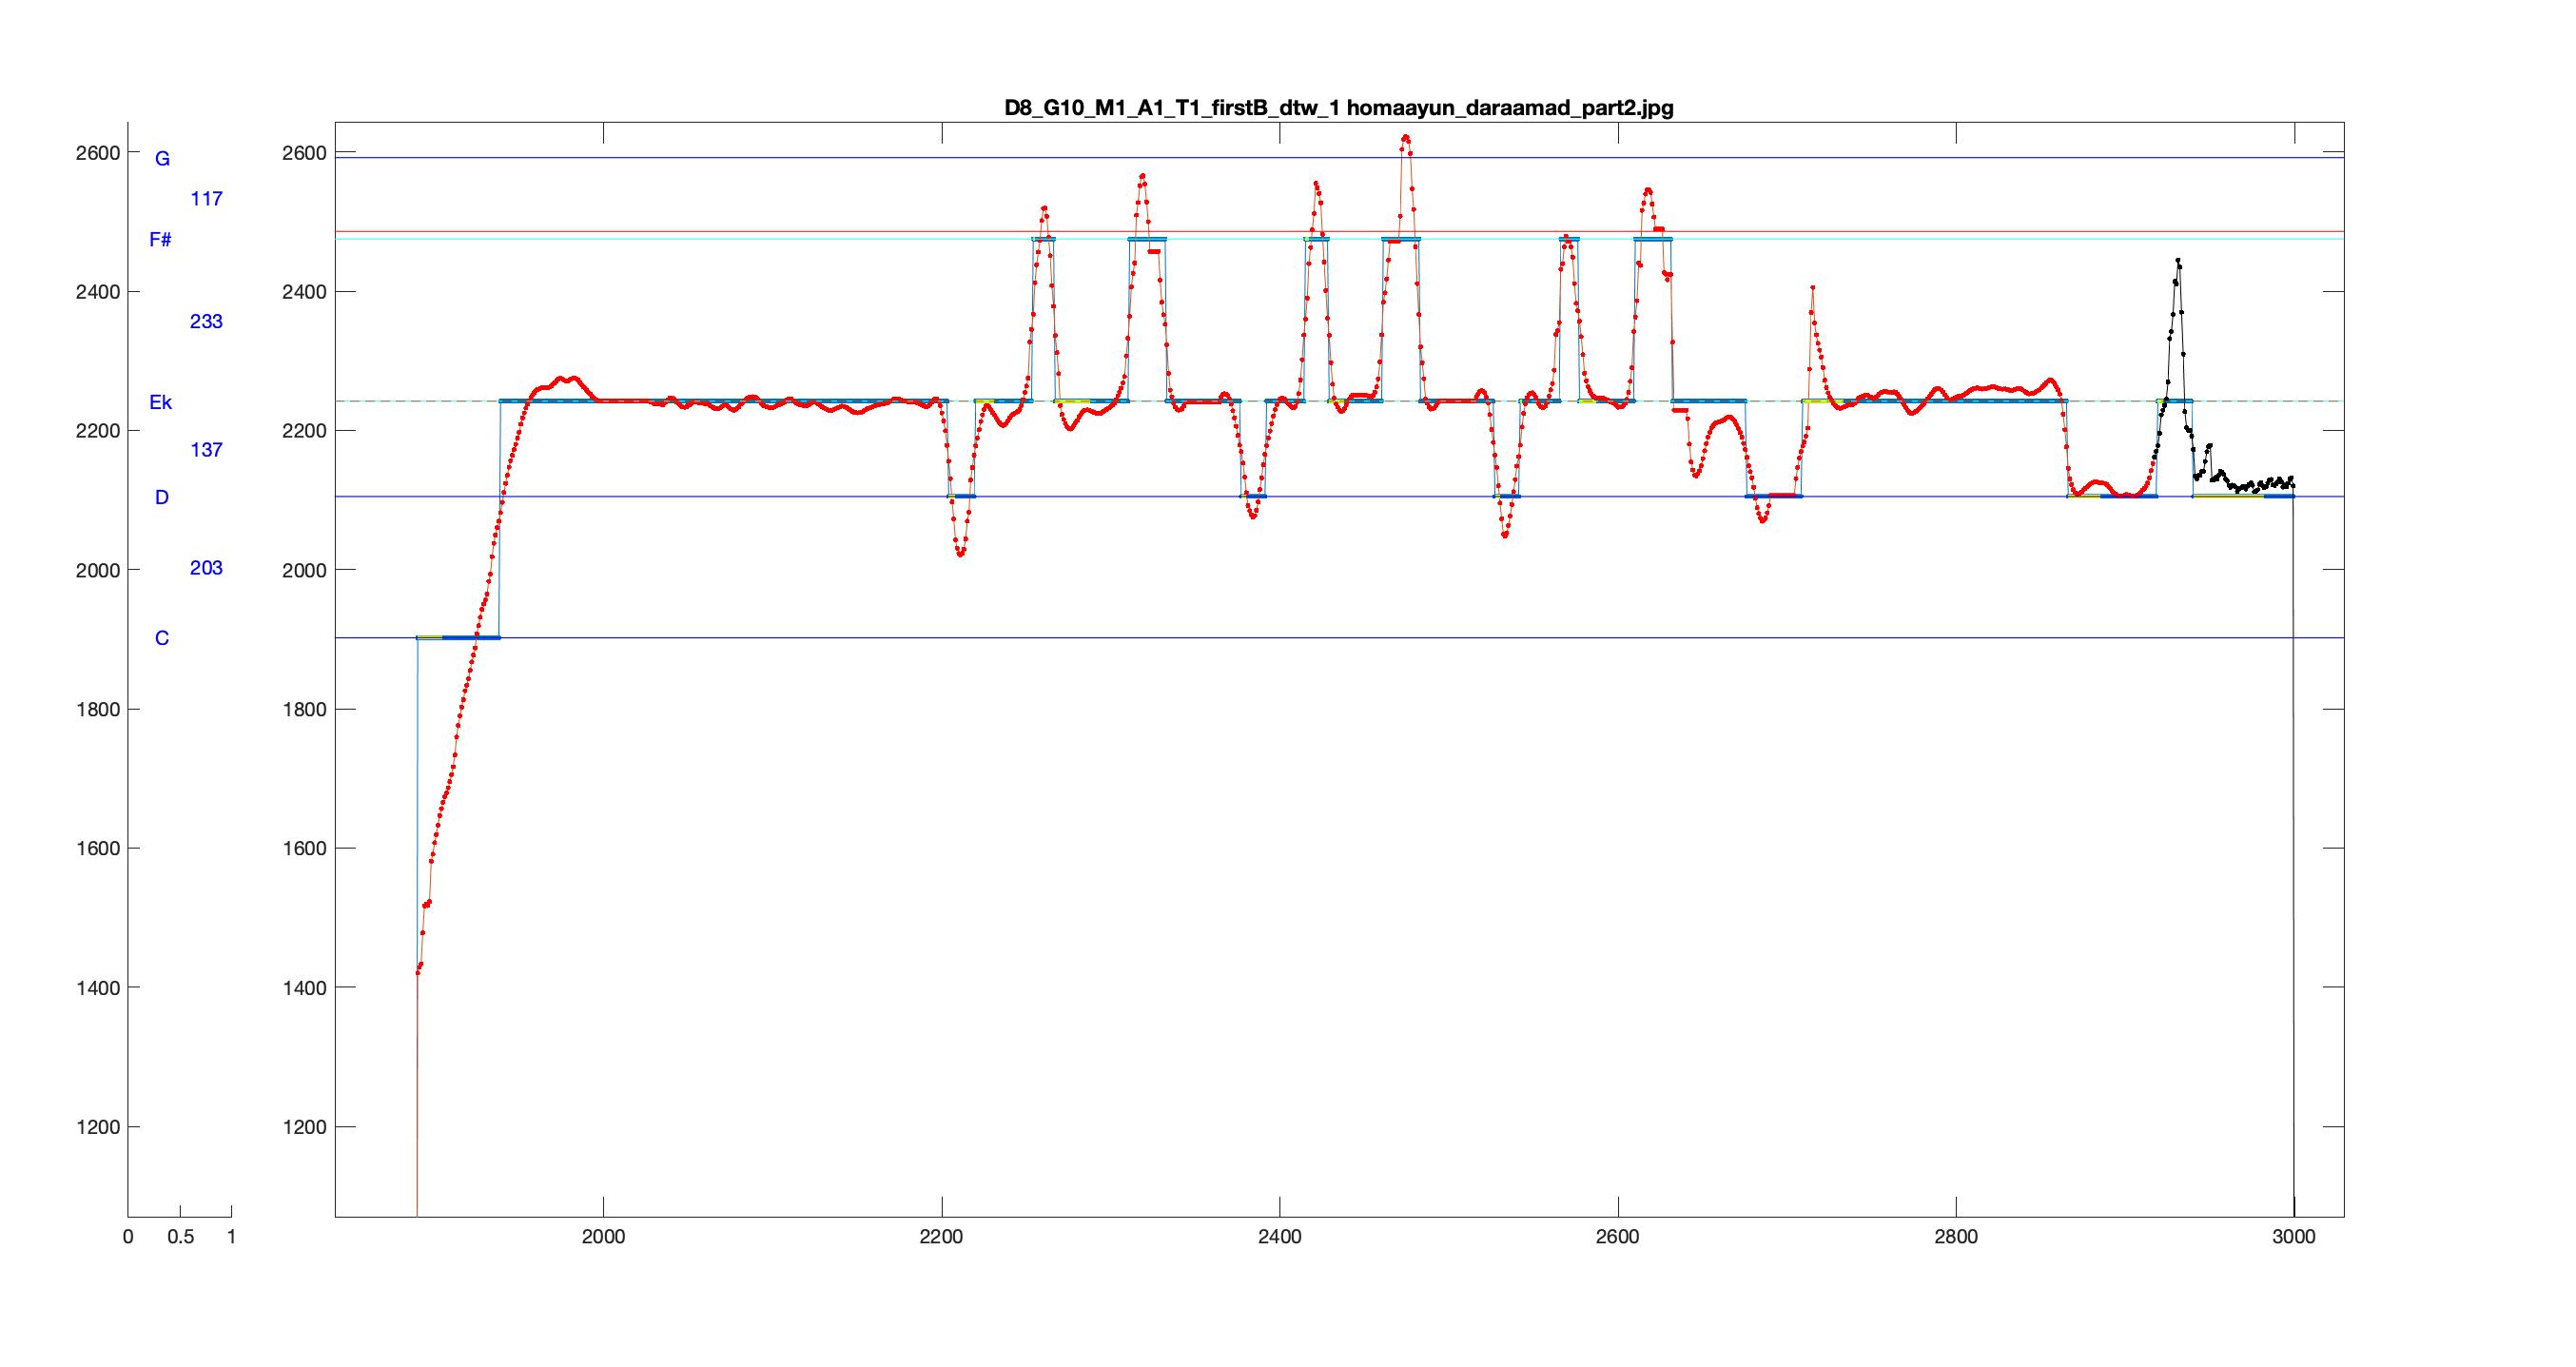 D8_G10_M1_A1_T1_firstB_dtw_1 homaayun_daraamad_part2.jpg
2600 G 2600
117
F#
2400 2400
233
Ek
2200 2200
137
D
2000 203 2000
C
1800 1800
1600 1600
1400 1400
1200 1200
0 0.5 1 2000 2200 2400 2600 2800 3000